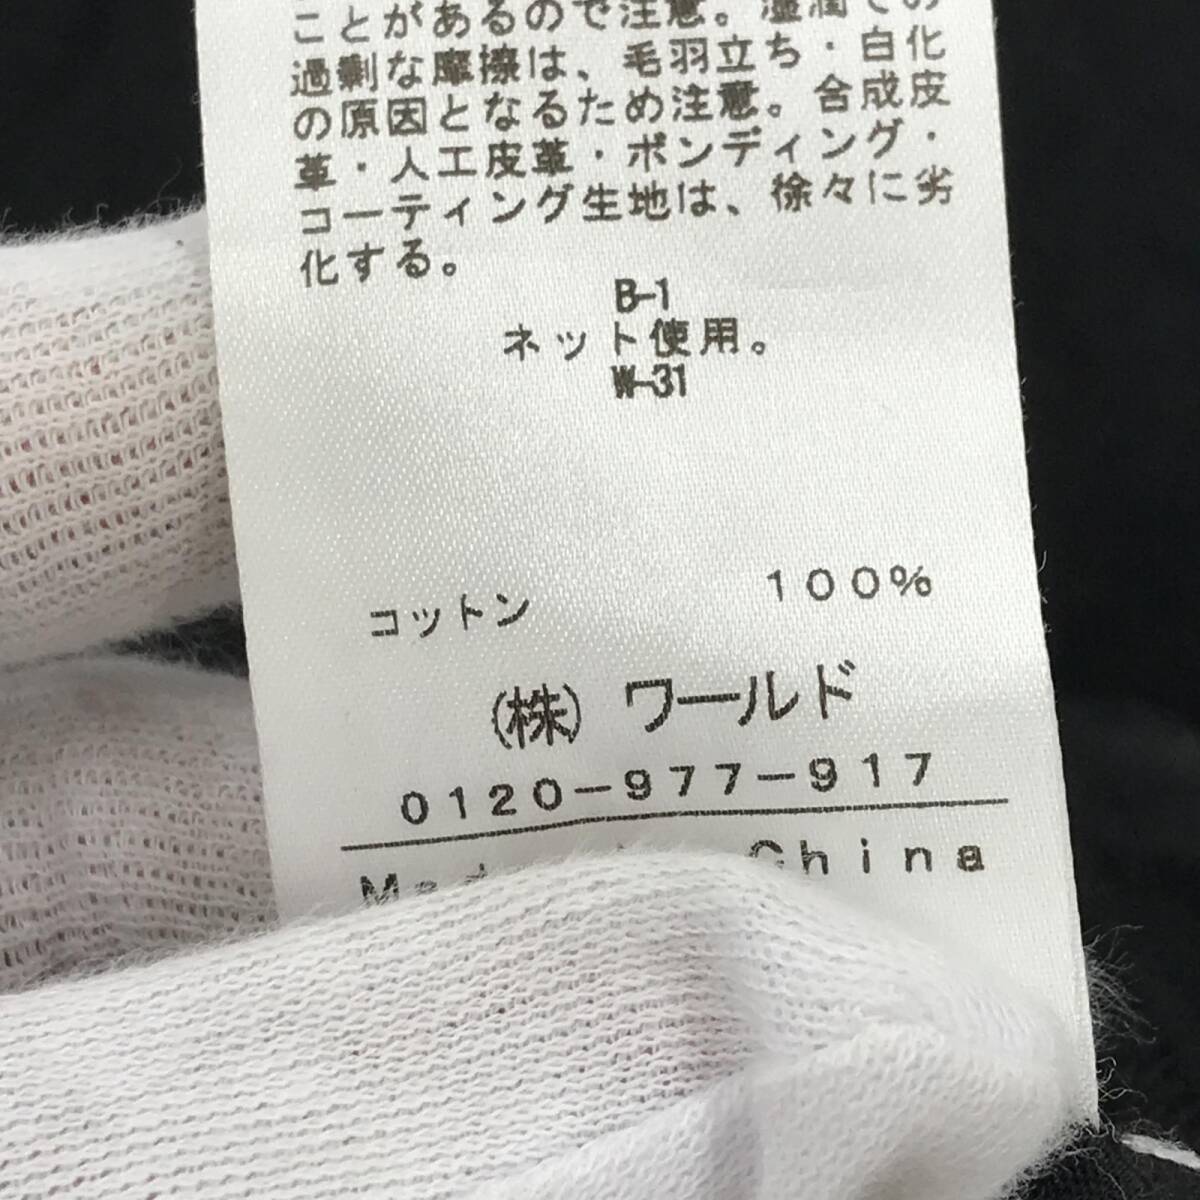 ことがあるので注意。湿潤での
過剰な摩擦は、毛羽立ち・白化
の原因となるため注意。合成皮
革・人工皮革・ボンディング・
コーティング生地は、徐々に劣
化する。
B-1
ネット使用。
W-31
コットン 100%
(株) ワールド
0120-977-917
China